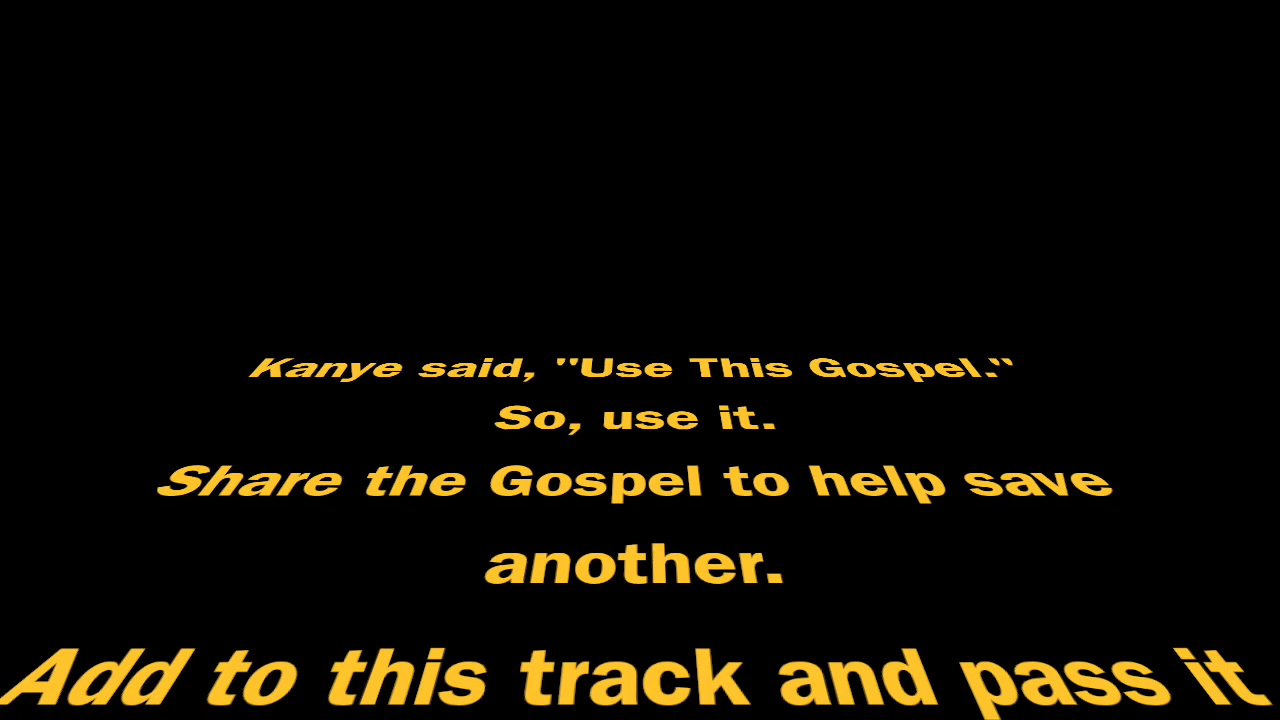 Kanye said, "Use This Gospel."
So, use it.
Share the Gospel to help save
another.
Add to this track and pass it